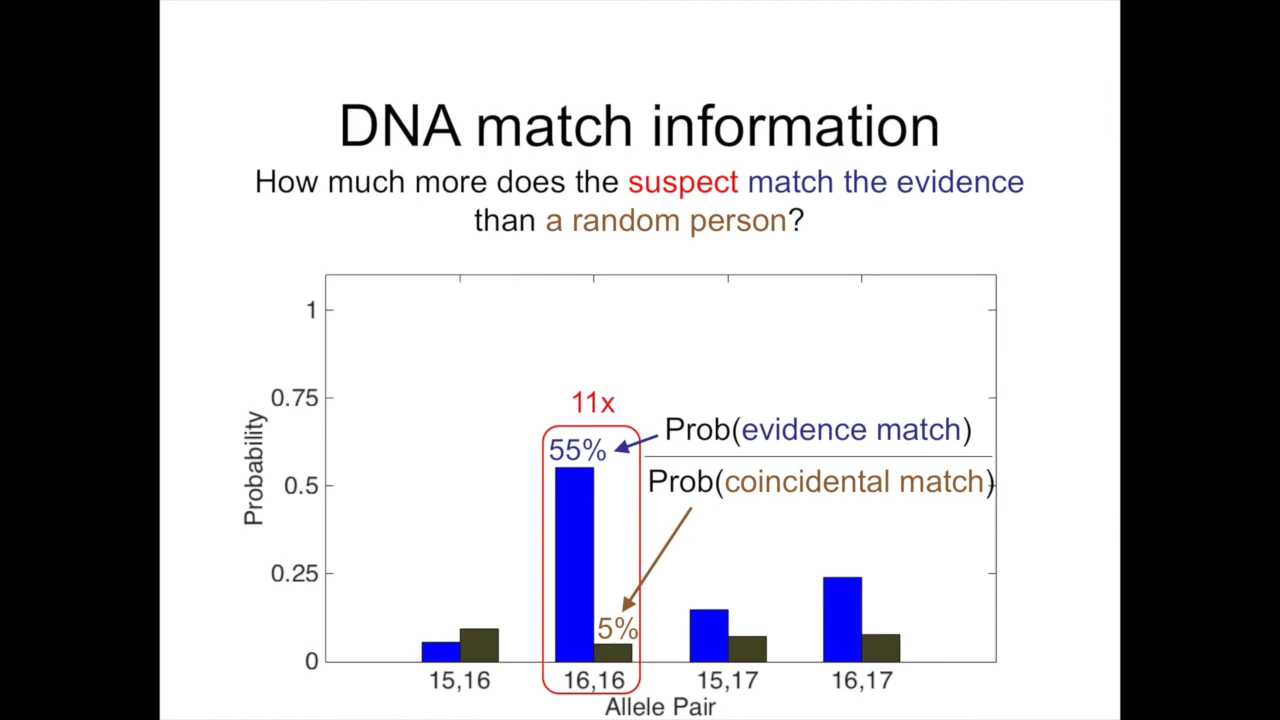 DNA match information
How much more does the suspect match the evidence
than a random person?
1
0.75
0.5
0.25
0
Probability
11x
55%
5%
Prob(evidence match)
Prob(coincidental match)
15,16
16,16
15,17
16,17
Allele Pair